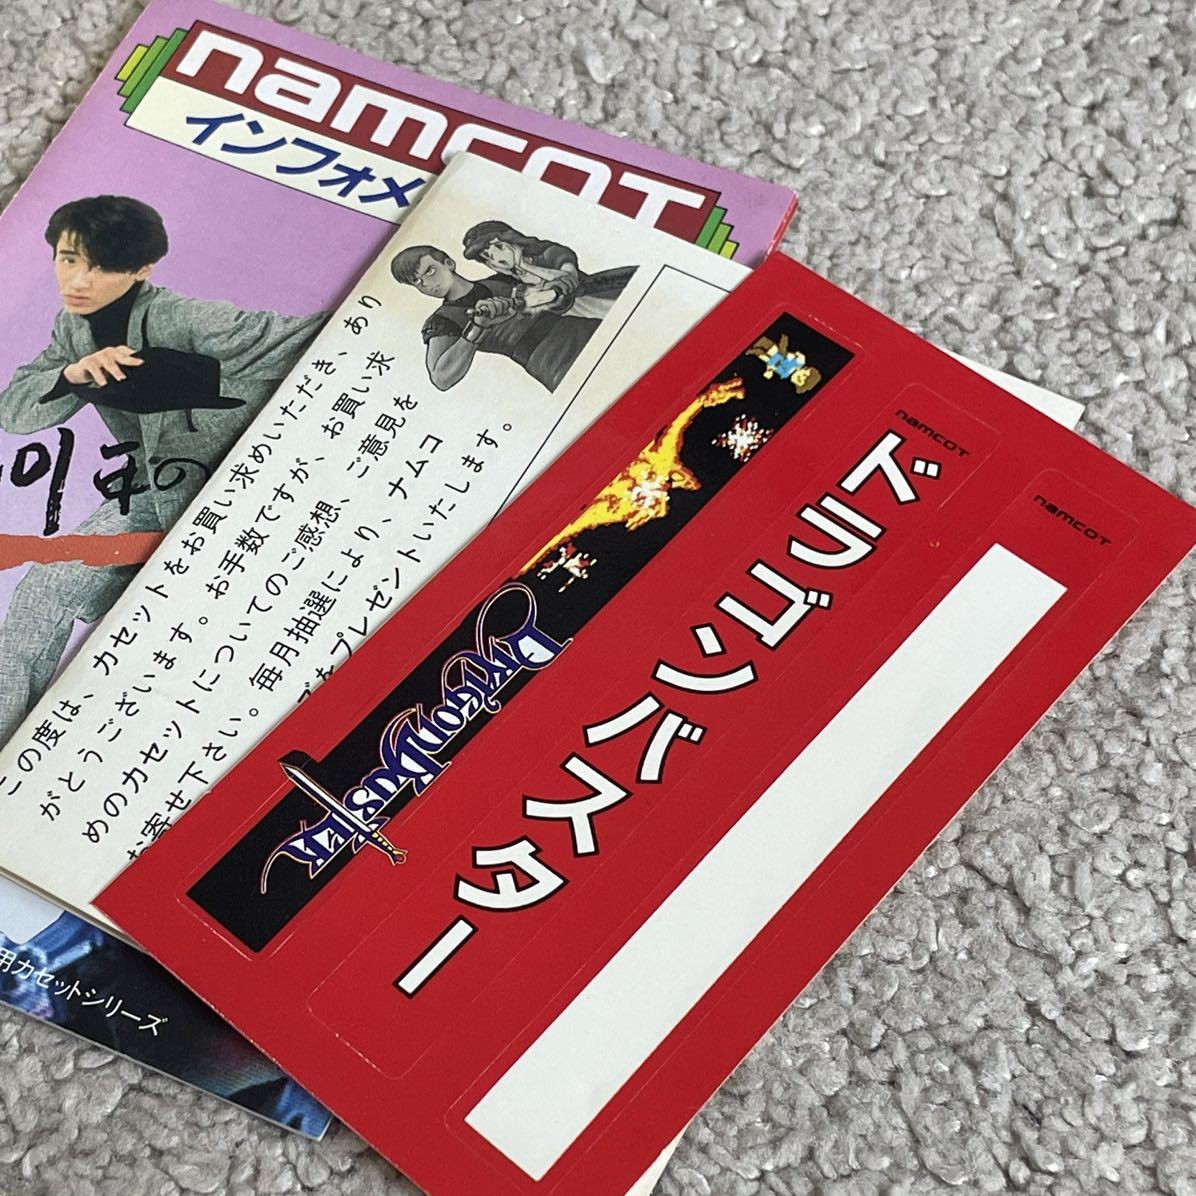 namcot
インフォメ
この度は、カセットをお買い求めいただき、あり
がとうございます。お手数ですが、お買い求
めのカセットについてのご感想、ご意見を
お寄せ下さい。毎月抽選により、ナムコ
プレゼントいたします。
用カセットシリーズ
DragonBuster
namcot
ドラゴンバスター
namcot